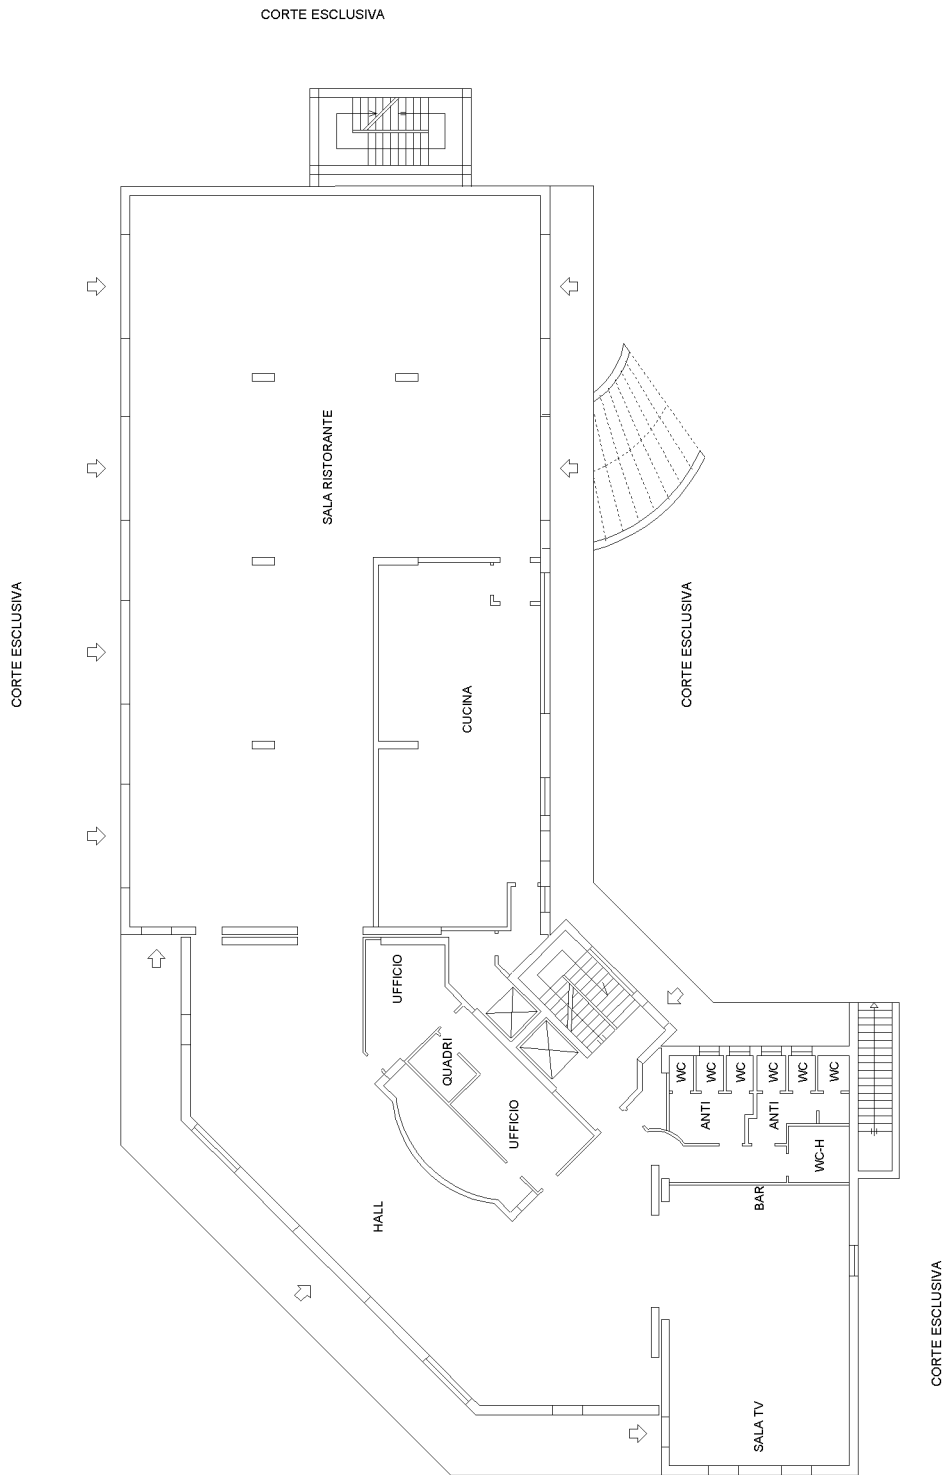 CORTE ESCLUSIVA
SALA RISTORANTE
CORTE ESCLUSIVA
CORTE ESCLUSIVA
CUCINA
UFFICIO
QUADRI
WC
WC
WC
WC
WC
WC
ANTI
ANTI
UFFICIO
WC-H
BAR
HALL
CORTE ESCLUSIVA
SALA TV